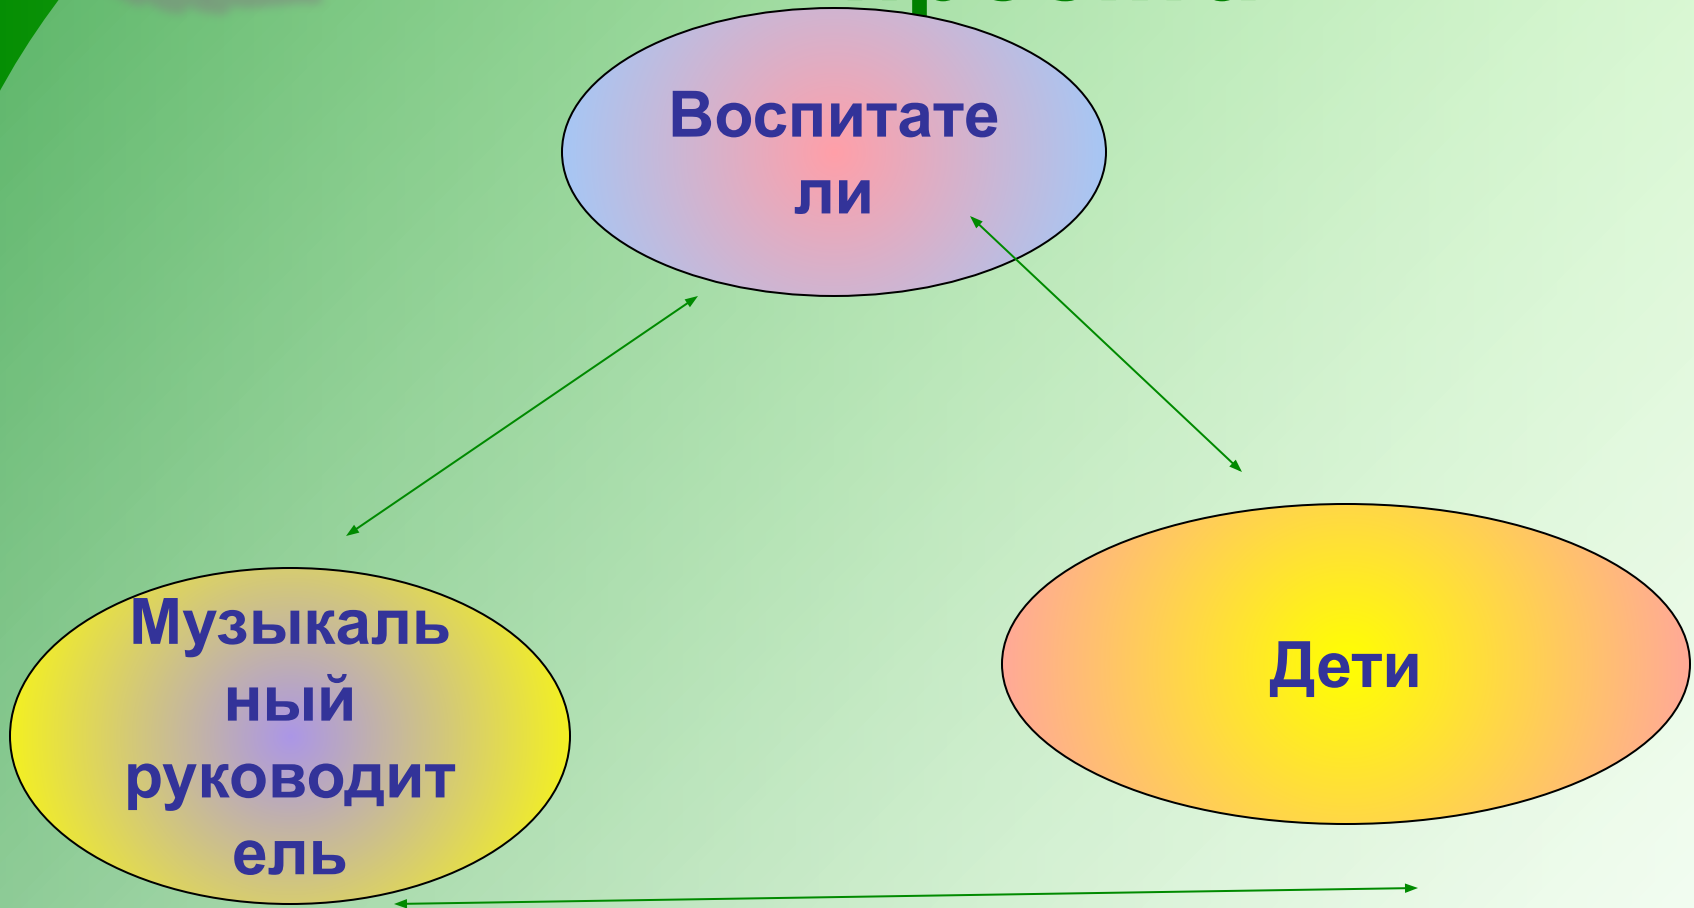 Воспитате
ли
Музыкаль
ный
руководит
ель
Дети